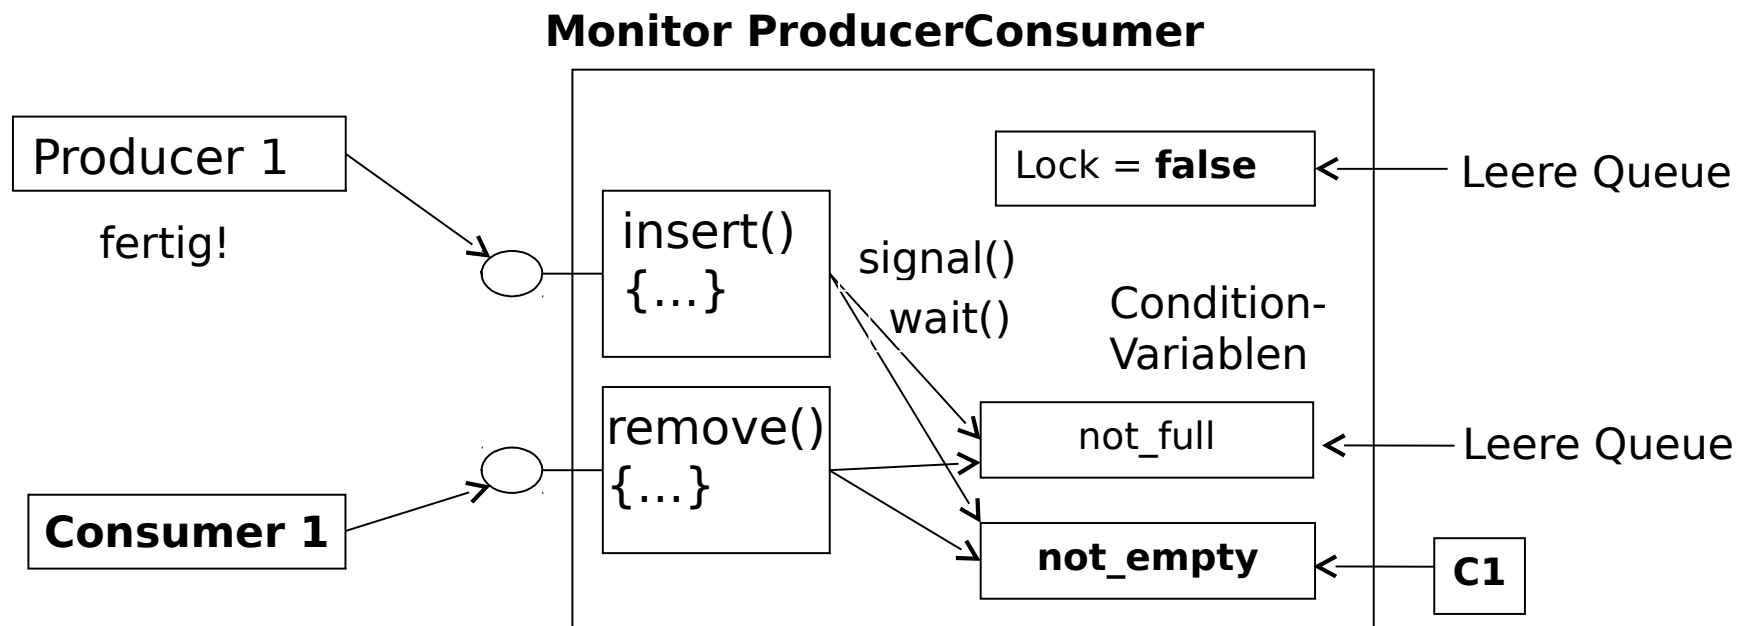 Monitor ProducerConsumer
Producer 1
fertig!
Lock = false
Leere Queue
insert()
{...}
signal()
wait()
Condition-
Variablen
remove()
{...}
not_full
Leere Queue
Consumer 1
not_empty
C1